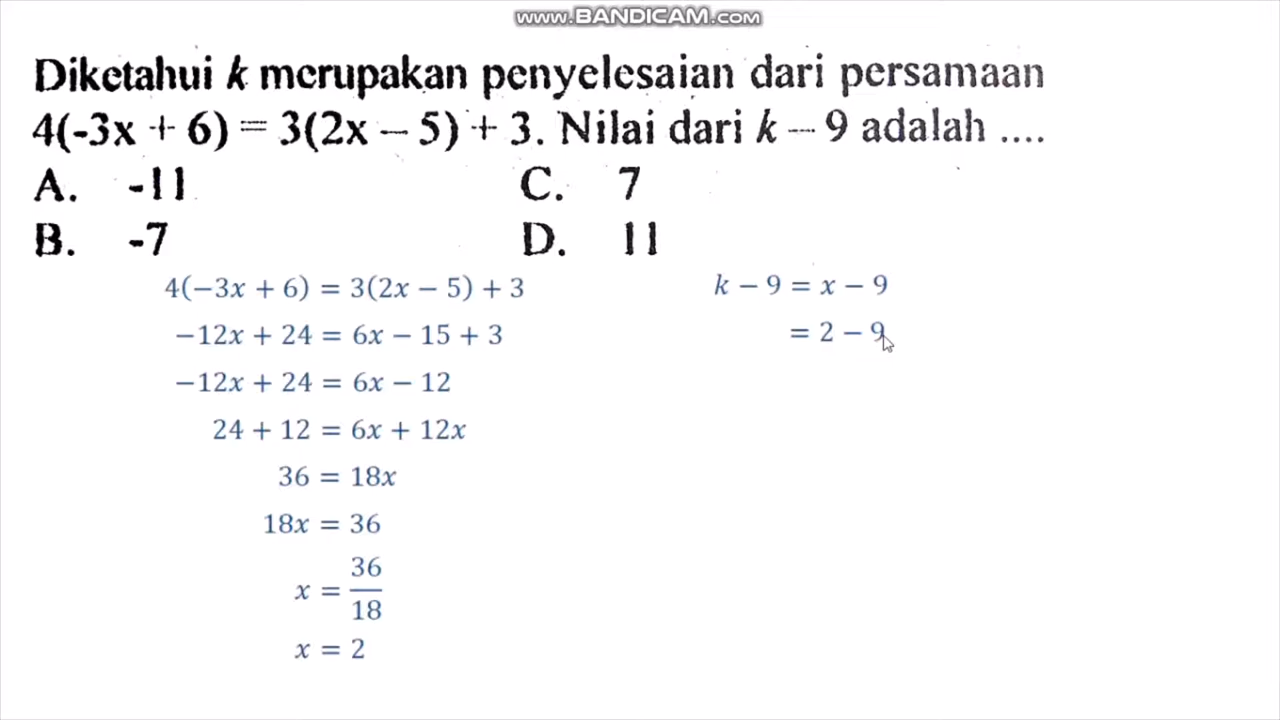 www.BANDICAM.com
Diketahui k merupakan penyelesaian dari persamaan
4(-3x + 6) = 3(2x – 5) + 3. Nilai dari k – 9 adalah ....
A. -11 C. 7
B. -7 D. 11
4(−3x + 6) = 3(2x − 5) + 3 k − 9 = x − 9
−12x + 24 = 6x − 15 + 3 = 2 − 9
−12x + 24 = 6x − 12
24 + 12 = 6x + 12x
36 = 18x
18x = 36
x = 36/18
x = 2